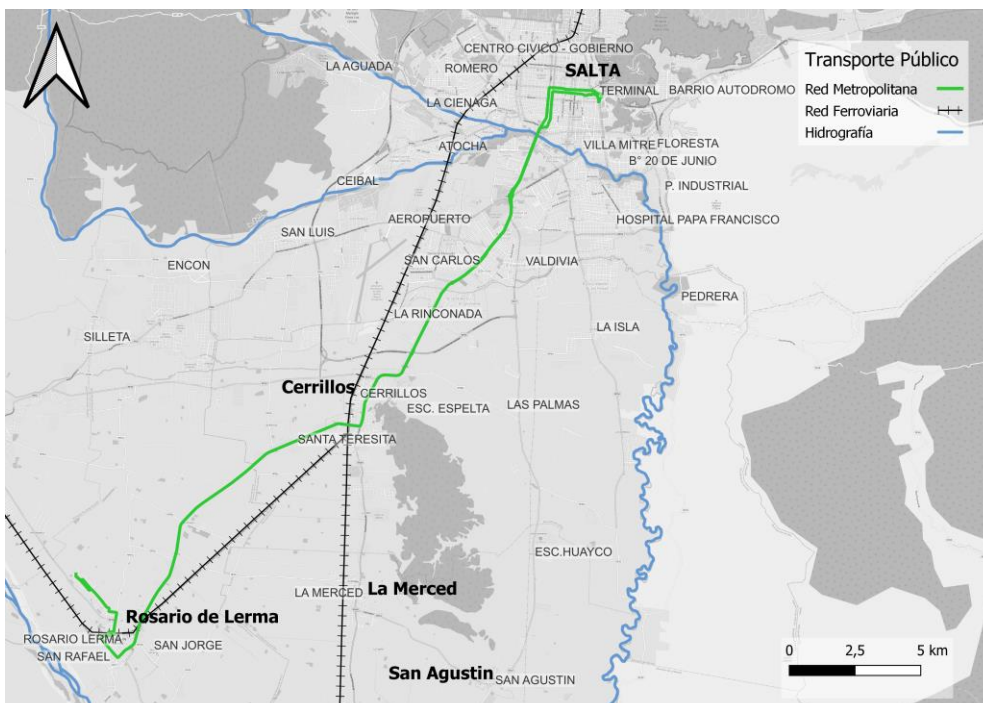 CENTRO CIVICO - GOBIERNO
LA AGUADA
ROMERO
SALTA
TERMINAL
BARRIO AUTODROMO
LA CIENAGA
ATOCHA
VILLA MITRE
FLORESTA
B° 20 DE JUNIO
CEIBAL
P. INDUSTRIAL
AEROPUERTO
HOSPITAL PAPA FRANCISCO
SAN LUIS
ENCON
SAN CARLOS
VALDIVIA
PEDRERA
LA RINCONADA
LA ISLA
SILLETA
Cerrillos
CERRILLOS
ESC. ESPELTA
LAS PALMAS
SANTA TERESITA
ESC.HUAYCO
LA MERCED
La Merced
Rosario de Lerma
ROSARIO LERMA
SAN JORGE
SAN RAFAEL
San Agustin
SAN AGUSTIN
Transporte Público
Red Metropolitana
Red Ferroviaria
Hidrografía
0 2,5 5 km